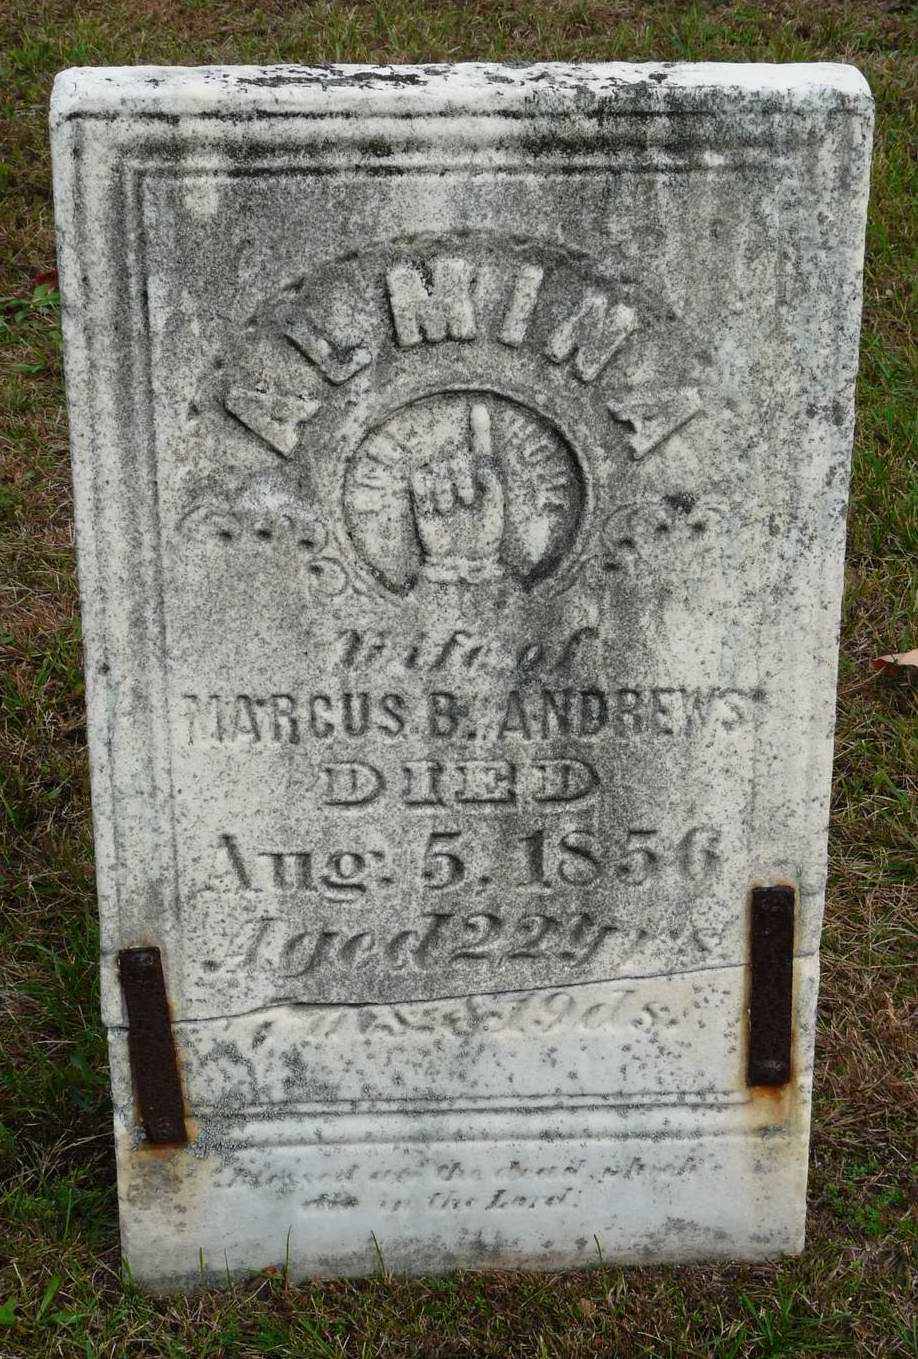 ALMINA
wife of
MARCUS B. ANDREWS
DIED
Aug. 5. 1856
Aged 22 yr's
& 19 ds.
Blessed are the dead which
die in the Lord.